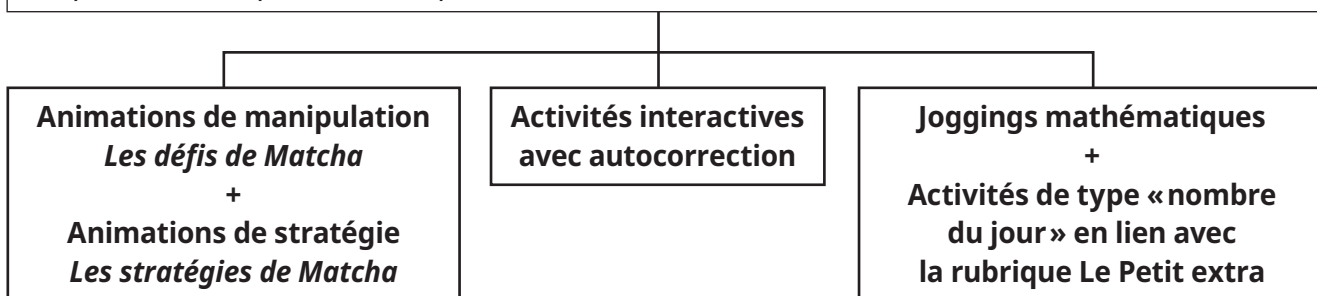 Animations de manipulation
Les défis de Matcha
+
Animations de stratégie
Les stratégies de Matcha
Activités interactives
avec autocorrection
Joggings mathématiques
+
Activités de type « nombre
du jour » en lien avec
la rubrique Le Petit extra